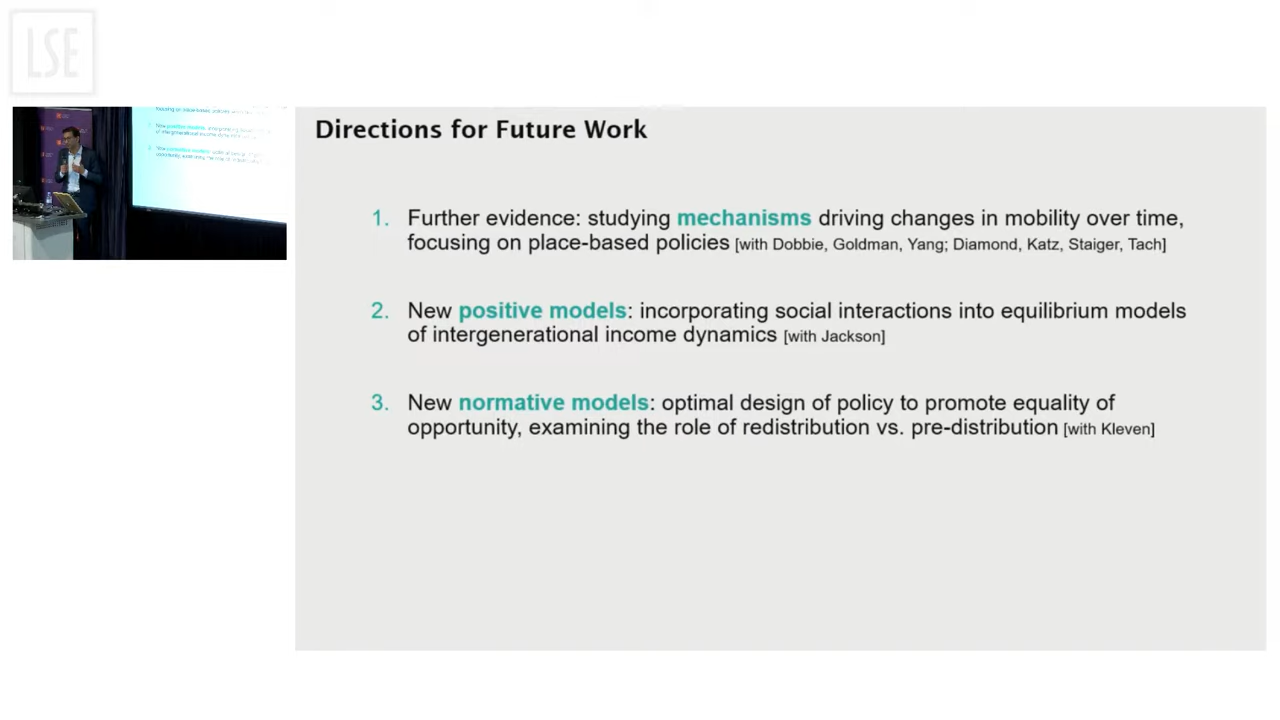 LSE
Directions for Future Work
1. Further evidence: studying mechanisms driving changes in mobility over time,
focusing on place-based policies [with Dobbie, Goldman, Yang; Diamond, Katz, Staiger, Tach]
2. New positive models: incorporating social interactions into equilibrium models
of intergenerational income dynamics [with Jackson]
3. New normative models: optimal design of policy to promote equality of
opportunity, examining the role of redistribution vs. pre-distribution [with Kleven]